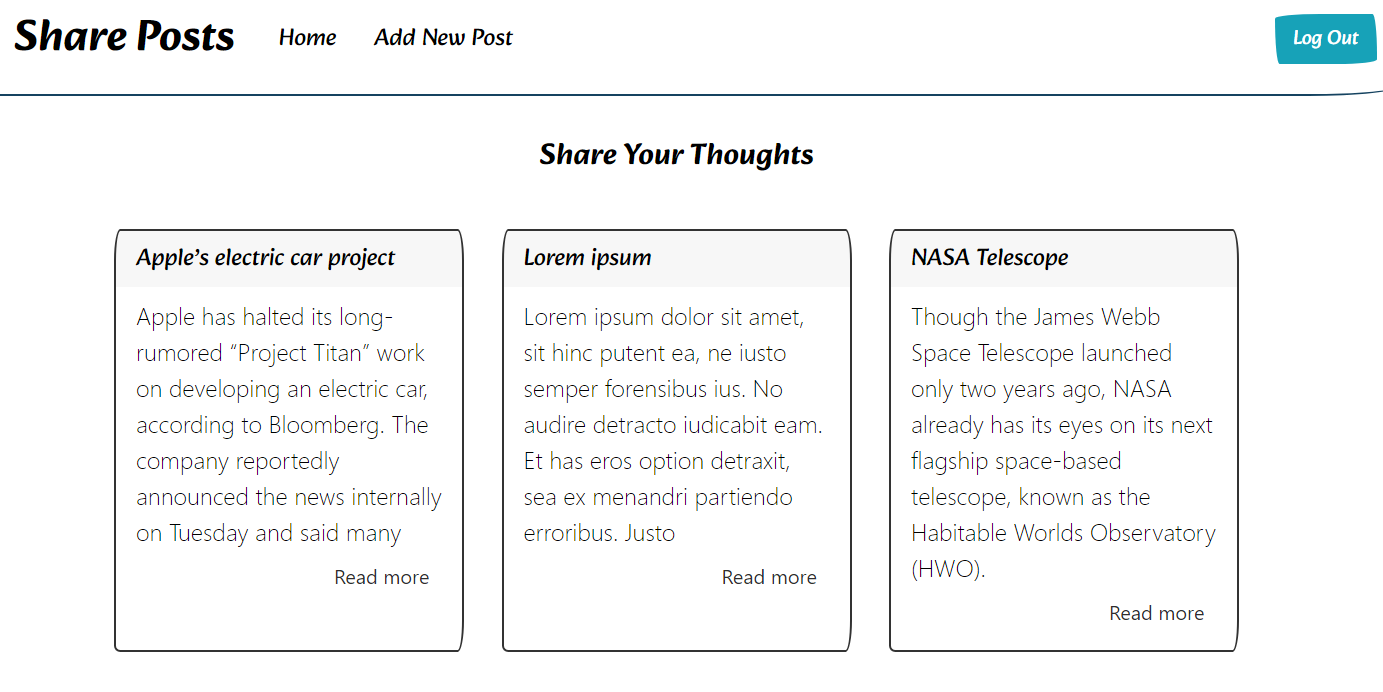 Share Posts
Home
Add New Post
Log Out
Share Your Thoughts
Apple’s electric car project
Apple has halted its long-
rumored “Project Titan” work
on developing an electric car,
according to Bloomberg. The
company reportedly
announced the news internally
on Tuesday and said many
Read more
Lorem ipsum
Lorem ipsum dolor sit amet,
sit hinc putent ea, ne iusto
semper forensibus ius. No
audire detracto iudicabit eam.
Et has eros option detraxit,
sea ex menandri partiendo
erroribus. Justo
Read more
NASA Telescope
Though the James Webb
Space Telescope launched
only two years ago, NASA
already has its eyes on its next
flagship space-based
telescope, known as the
Habitable Worlds Observatory
(HWO).
Read more